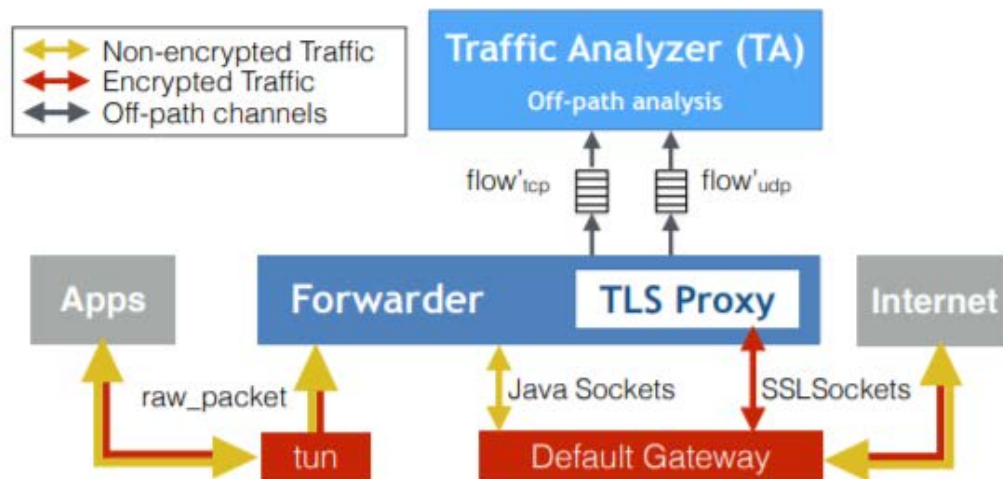 Non-encrypted Traffic
Encrypted Traffic
Off-path channels
Traffic Analyzer (TA)
Off-path analysis
flow'tcp
flow'udp
Apps
Forwarder
TLS Proxy
Internet
raw_packet
Java Sockets
SSLSockets
tun
Default Gateway